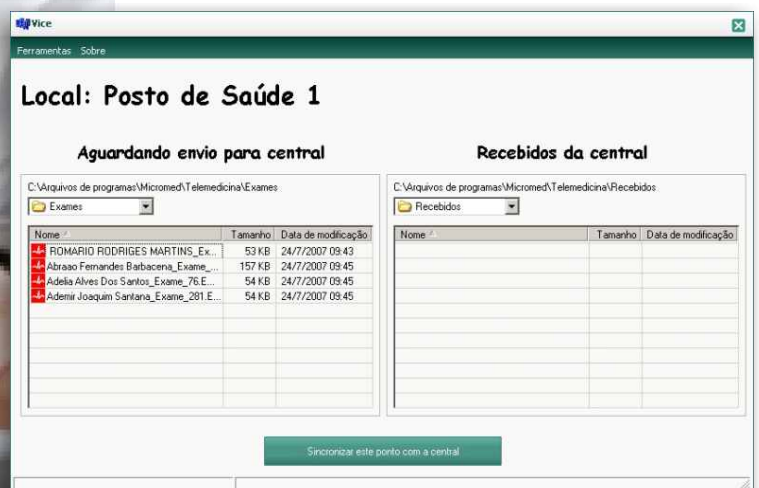 Vice
Ferramentas Sobre
Local: Posto de Saúde 1
Aguardando envio para central
C:\Arquivos de programas\Micromed\Telemedicina\Exames
Exames
Nome Tamanho Data de modificação
ROMARIO RODRIGES MARTINS_Ex... 53 KB 24/7/2007 09:43
Abraao Fernandes Barbacena_Exame_... 157 KB 24/7/2007 09:45
Adelia Alves Dos Santos_Exame_76.E... 54 KB 24/7/2007 09:45
Ademir Joaquim Santana_Exame_281.E... 54 KB 24/7/2007 09:45
Recebidos da central
C:\Arquivos de programas\Micromed\Telemedicina\Recebidos
Recebidos
Nome Tamanho Data de modificação
Sincronizar este ponto com a central